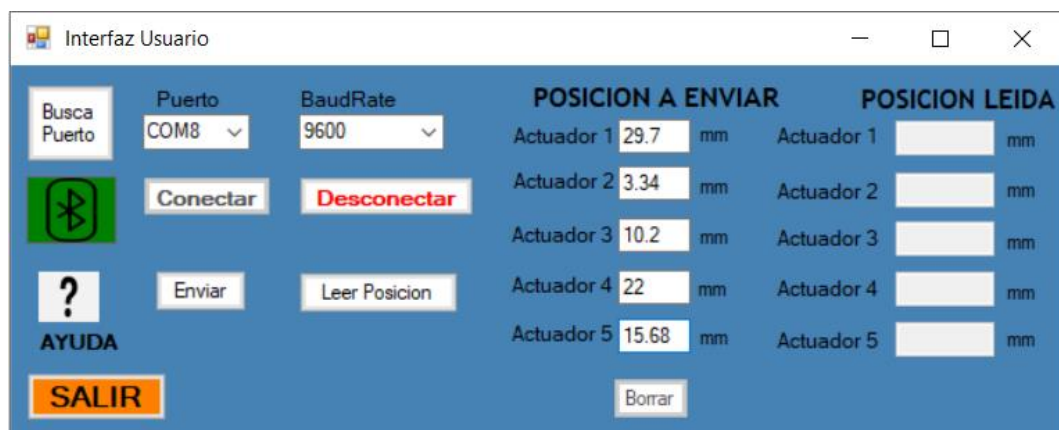 Interfaz Usuario
Busca
Puerto
Puerto
COM8
BaudRate
9600
Conectar
Desconectar
?
AYUDA
Enviar
Leer Posicion
SALIR
POSICION A ENVIAR
Actuador 1 29.7 mm
Actuador 2 3.34 mm
Actuador 3 10.2 mm
Actuador 4 22 mm
Actuador 5 15.68 mm
Borrar
POSICION LEIDA
Actuador 1 mm
Actuador 2 mm
Actuador 3 mm
Actuador 4 mm
Actuador 5 mm